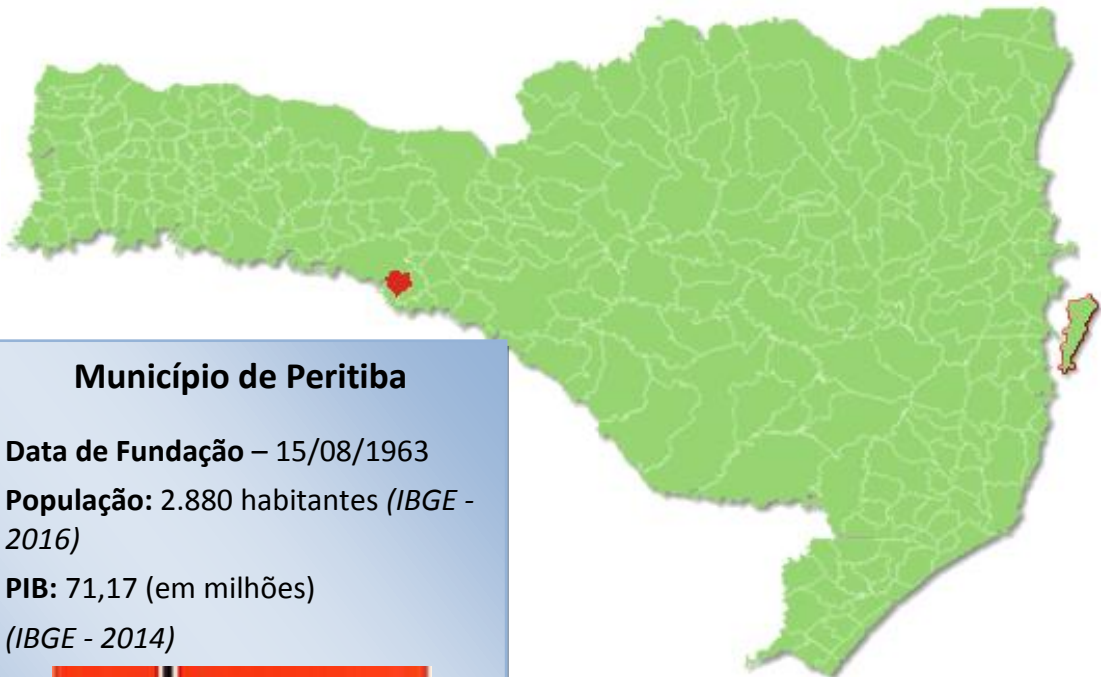 Município de Peritiba
Data de Fundação – 15/08/1963
População: 2.880 habitantes (IBGE -
2016)
PIB: 71,17 (em milhões)
(IBGE - 2014)